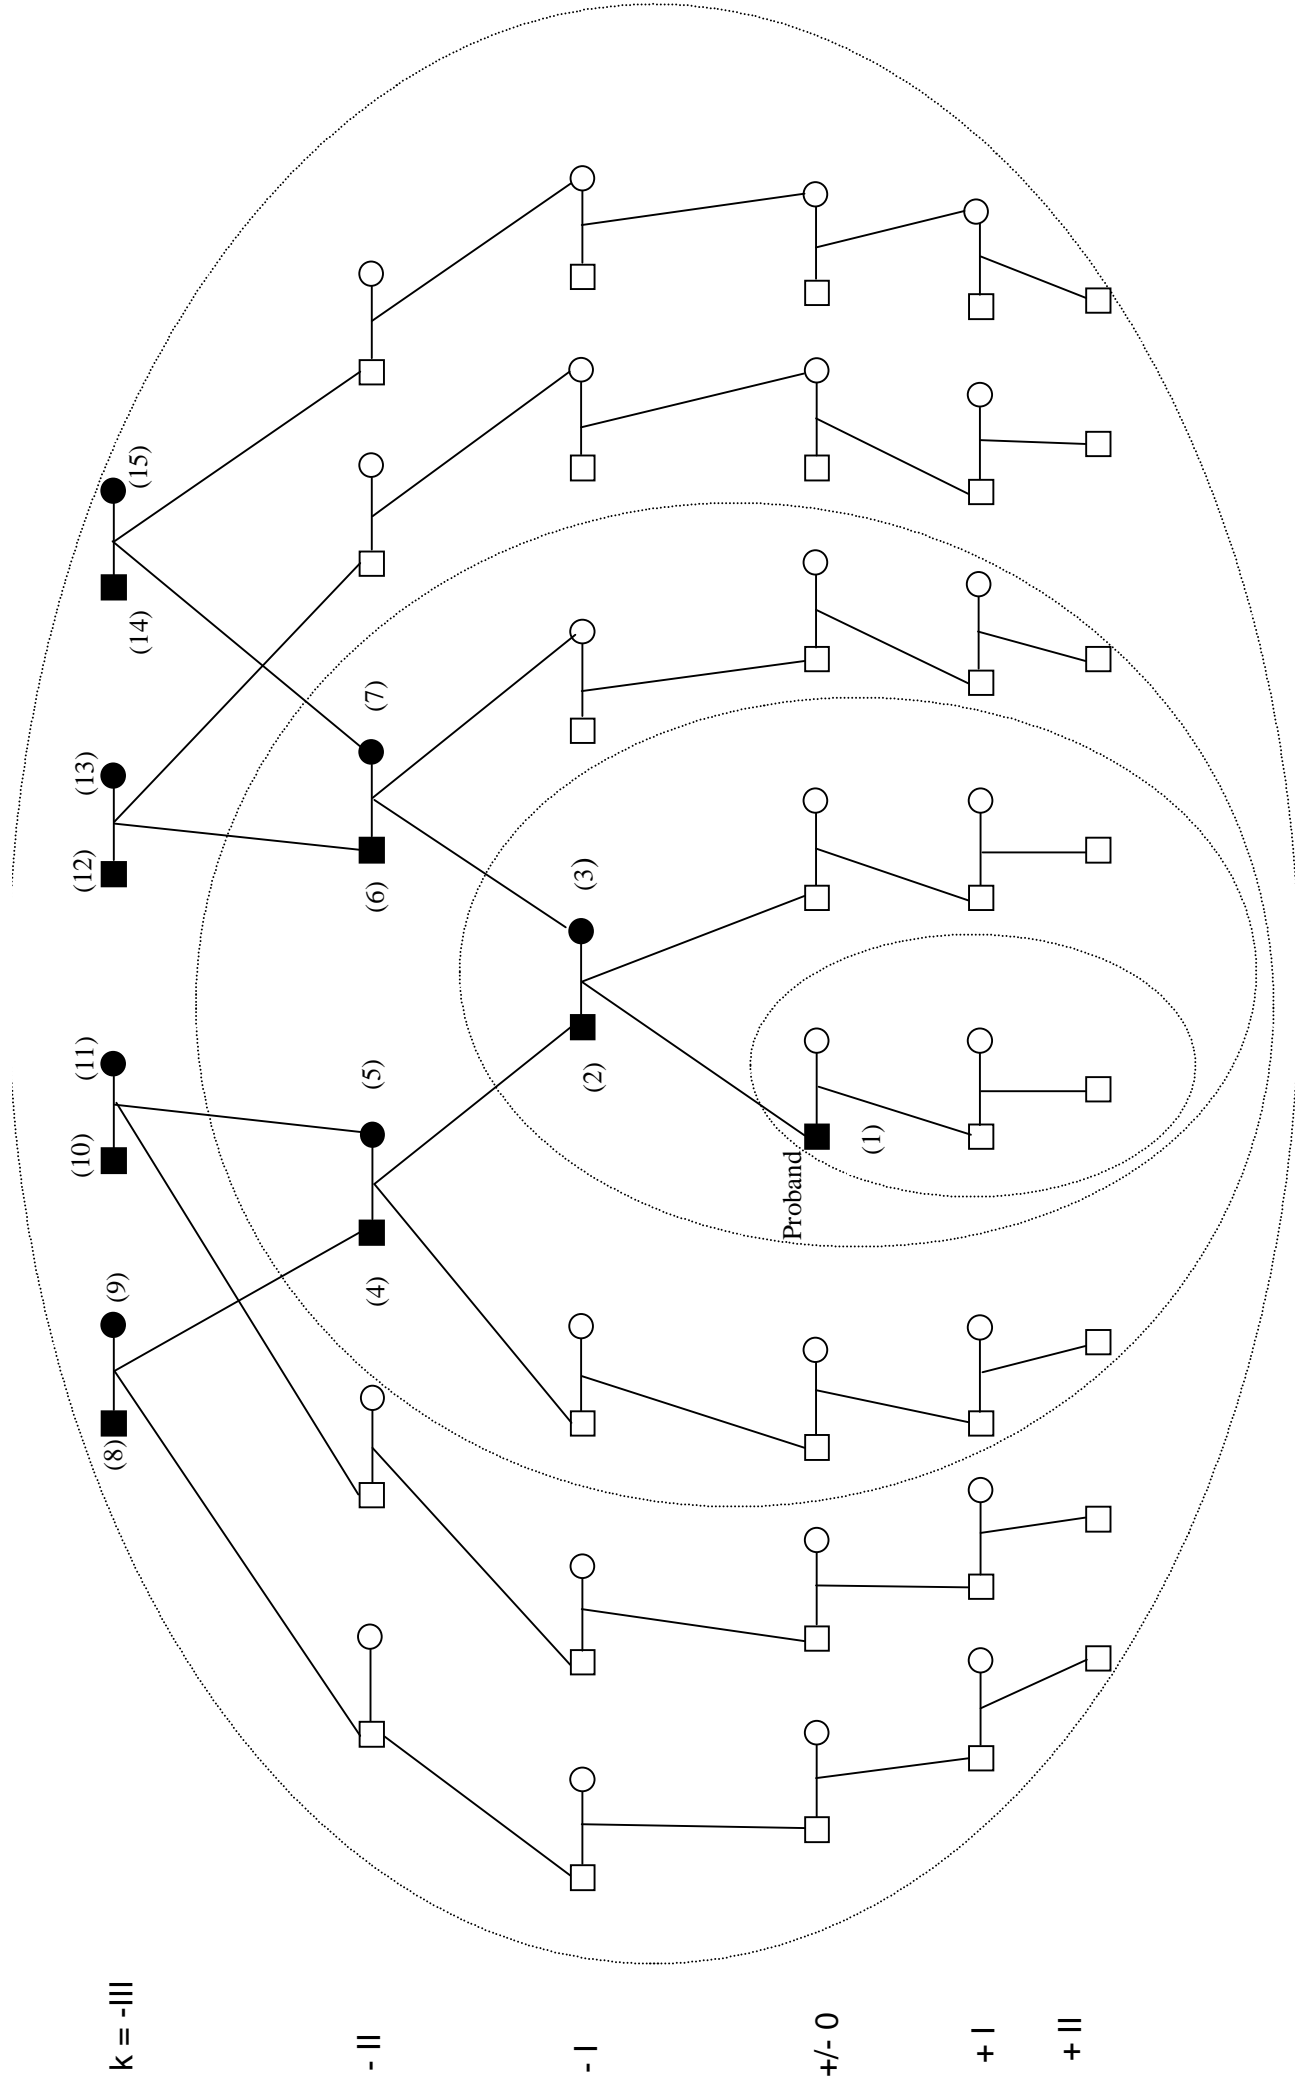 k = -III
(8)
(9)
(10)
(11)
(12)
(13)
(14)
(15)
- II
(4)
(5)
(6)
(7)
- I
(2)
(3)
+/- 0
Proband
(1)
+ I
+ II